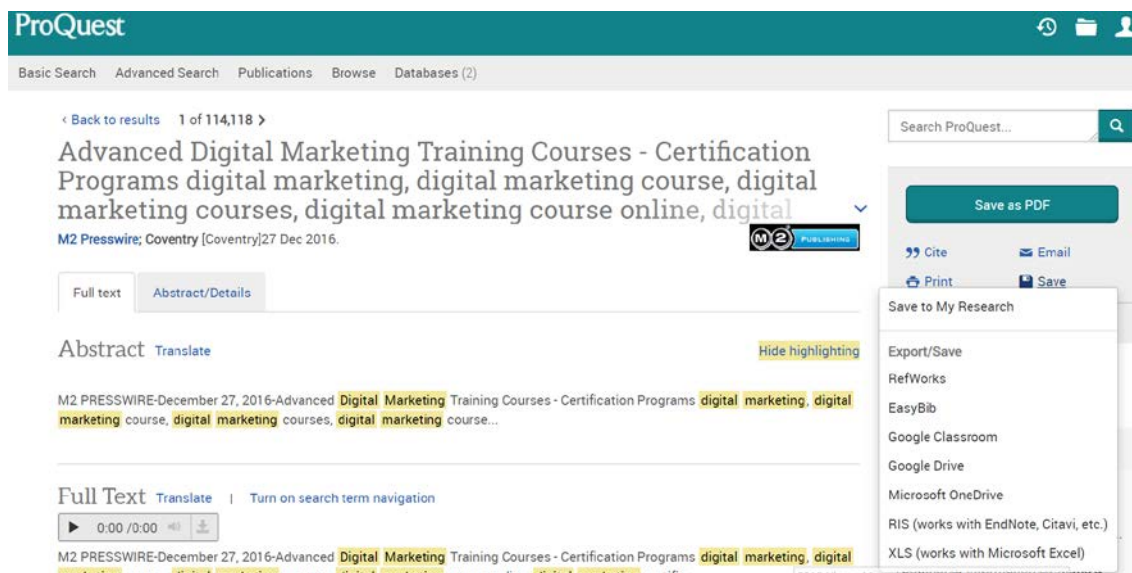 ProQuest
Basic Search Advanced Search Publications Browse Databases (2)
‹ Back to results 1 of 114,118 >
Search ProQuest...
Advanced Digital Marketing Training Courses - Certification
Programs digital marketing, digital marketing course, digital
marketing courses, digital marketing course online, digital
M2 Presswire; Coventry [Coventry]27 Dec 2016.
M2 PUBLISHING
Save as PDF
Cite Email
Print Save
Full text Abstract/Details
Save to My Research
Export/Save
RefWorks
EasyBib
Google Classroom
Google Drive
Microsoft OneDrive
RIS (works with EndNote, Citavi, etc.)
XLS (works with Microsoft Excel)
Abstract Translate Hide highlighting
M2 PRESSWIRE-December 27, 2016-Advanced Digital Marketing Training Courses - Certification Programs digital marketing, digital
marketing course, digital marketing courses, digital marketing course...
Full Text Translate | Turn on search term navigation
0:00 /0:00
M2 PRESSWIRE-December 27, 2016-Advanced Digital Marketing Training Courses - Certification Programs digital marketing, digital